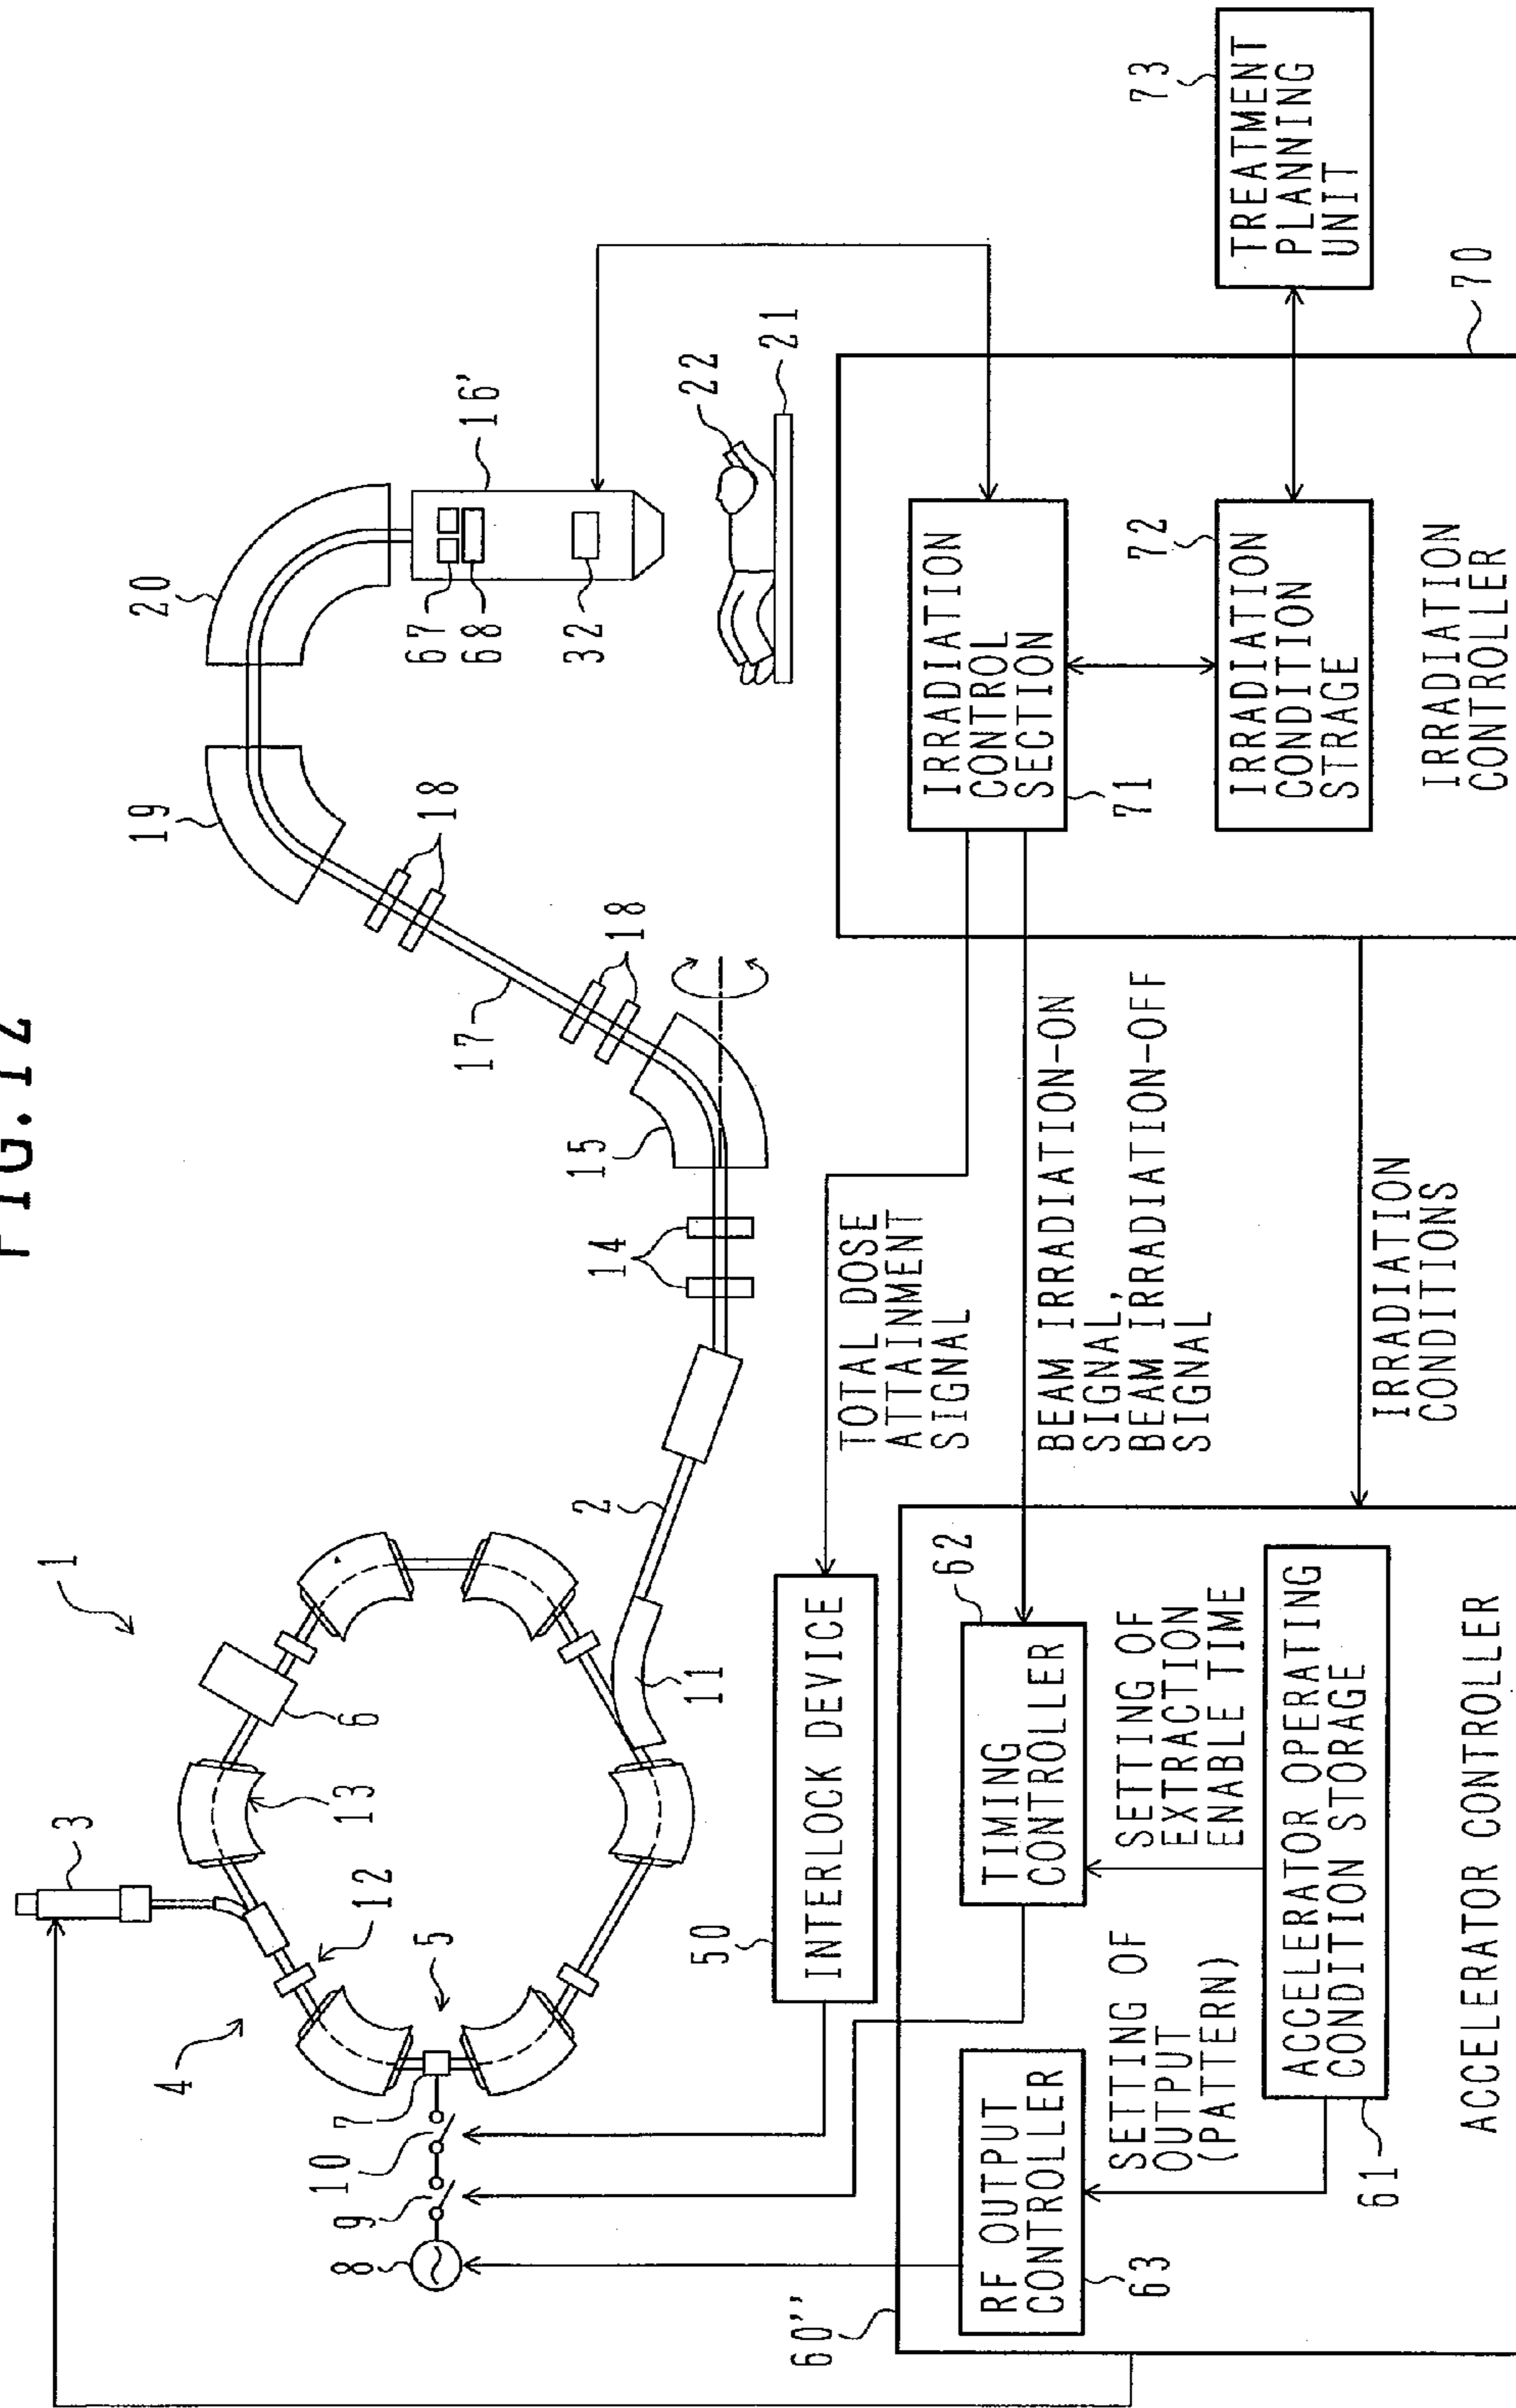 FIG.12
1
3
4
12
13
6
5
7
8
9
10
11
2
14
15
17
18
18
19
20
67
68
32
16'
22
21
50
INTERLOCK DEVICE
TOTAL DOSE
ATTAINMENT
SIGNAL
BEAM IRRADIATION-ON
SIGNAL,
BEAM IRRADIATION-OFF
SIGNAL
IRRADIATION
CONDITIONS
60''
62
TIMING
CONTROLLER
RF OUTPUT
CONTROLLER
63
SETTING OF
OUTPUT
(PATTERN)
SETTING OF
EXTRACTION
ENABLE TIME
ACCELERATOR OPERATING
CONDITION STORAGE
61
ACCELERATOR CONTROLLER
IRRADIATION
CONTROL
SECTION
71
72
IRRADIATION
CONDITION
STRAGE
IRRADIATION
CONTROLLER
70
73
TREATMENT
PLANNING
UNIT